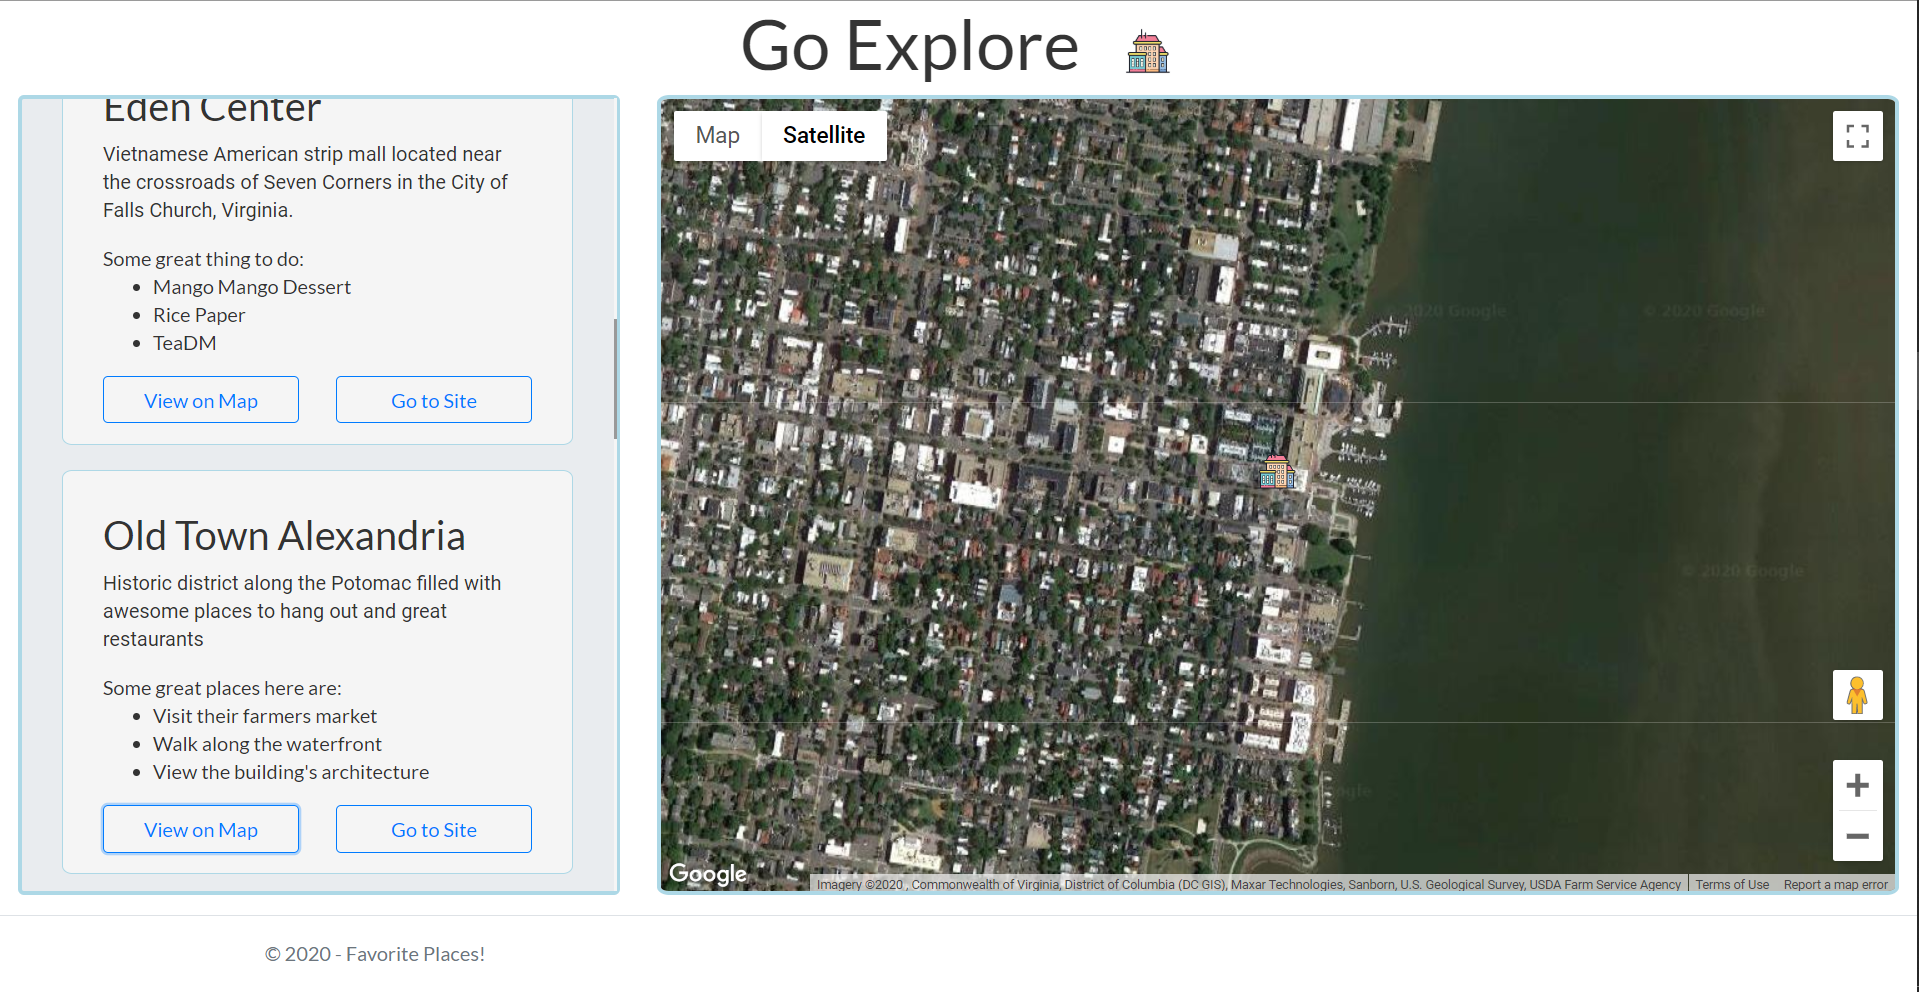 Go Explore
Eden Center
Vietnamese American strip mall located near
the crossroads of Seven Corners in the City of
Falls Church, Virginia.
Some great thing to do:
Mango Mango Dessert
Rice Paper
TeaDM
View on Map
Go to Site
Old Town Alexandria
Historic district along the Potomac filled with
awesome places to hang out and great
restaurants
Some great places here are:
Visit their farmers market
Walk along the waterfront
View the building's architecture
View on Map
Go to Site
Map
Satellite
2020 Google
© 2020 Google
© 2020 Google
Google
Imagery ©2020 , Commonwealth of Virginia, District of Columbia (DC GIS), Maxar Technologies, Sanborn, U.S. Geological Survey, USDA Farm Service Agency
Terms of Use
Report a map error
© 2020 - Favorite Places!